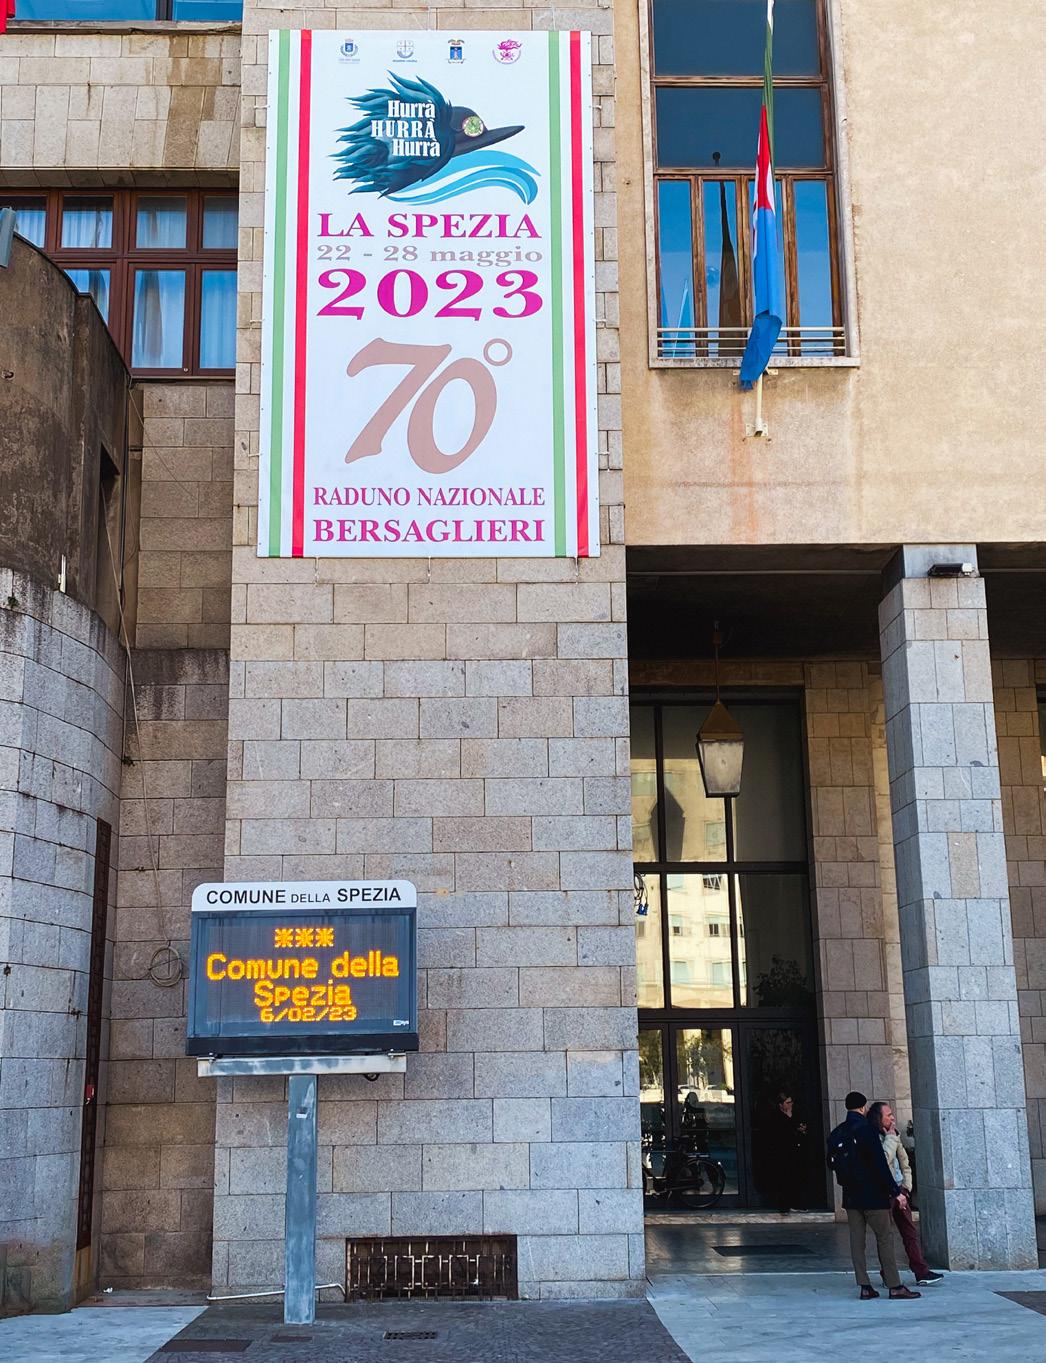 Hurrà
HURRÀ
Hurrà
LA SPEZIA
22 - 28 maggio
2023
70°
RADUNO NAZIONALE
BERSAGLIERI
COMUNE DELLA SPEZIA
***
Comune della
Spezia
6/02/23